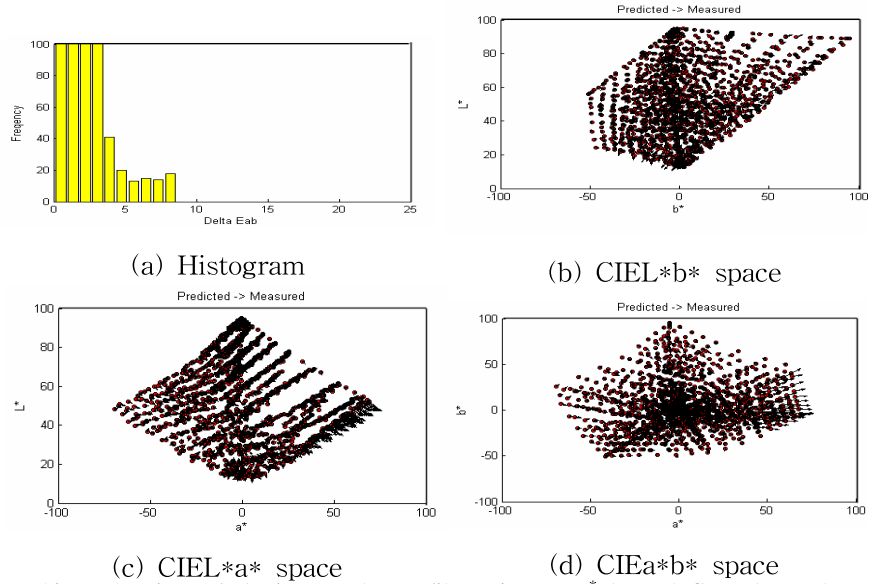 Predicted -> Measured
100
80
60
40
20
0
Freqency
0 5 10 15 20 25
Delta Eab
(a) Histogram
100
80
60
40
20
0
L*
-100 -50 0 50 100
b*
(b) CIEL*b* space
Predicted -> Measured
100
80
60
40
20
0
L*
-100 -50 0 50 100
a*
(c) CIEL*a* space
Predicted -> Measured
100
50
0
-50
-100
b*
-100 -50 0 50 100
a*
(d) CIEa*b* space